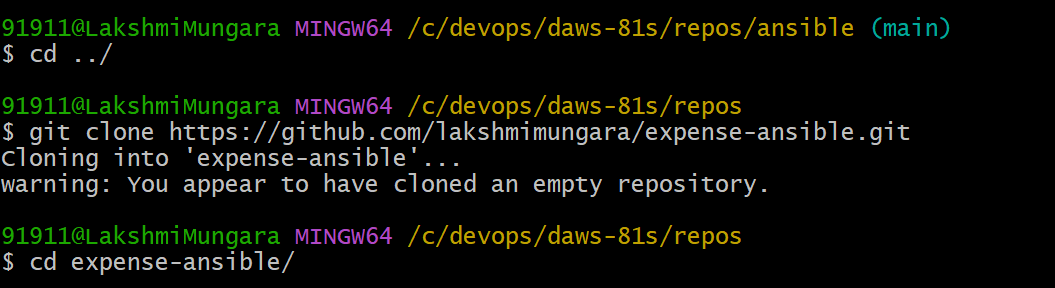 91911@LakshmiMungara MINGW64 /c/devops/daws-81s/repos/ansible (main)
$ cd ../
91911@LakshmiMungara MINGW64 /c/devops/daws-81s/repos
$ git clone https://github.com/lakshmimungara/expense-ansible.git
Cloning into 'expense-ansible'...
warning: You appear to have cloned an empty repository.
91911@LakshmiMungara MINGW64 /c/devops/daws-81s/repos
$ cd expense-ansible/